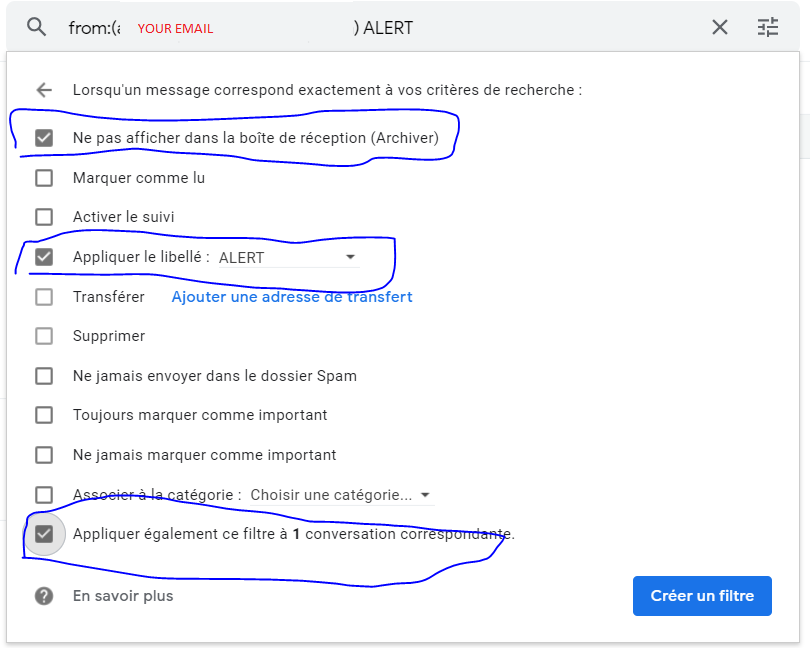 from:(a YOUR EMAIL ) ALERT
Lorsqu'un message correspond exactement à vos critères de recherche :
Ne pas afficher dans la boîte de réception (Archiver)
Marquer comme lu
Activer le suivi
Appliquer le libellé : ALERT
Transférer Ajouter une adresse de transfert
Supprimer
Ne jamais envoyer dans le dossier Spam
Toujours marquer comme important
Ne jamais marquer comme important
Associer à la catégorie : Choisir une catégorie...
Appliquer également ce filtre à 1 conversation correspondante.
En savoir plus
Créer un filtre